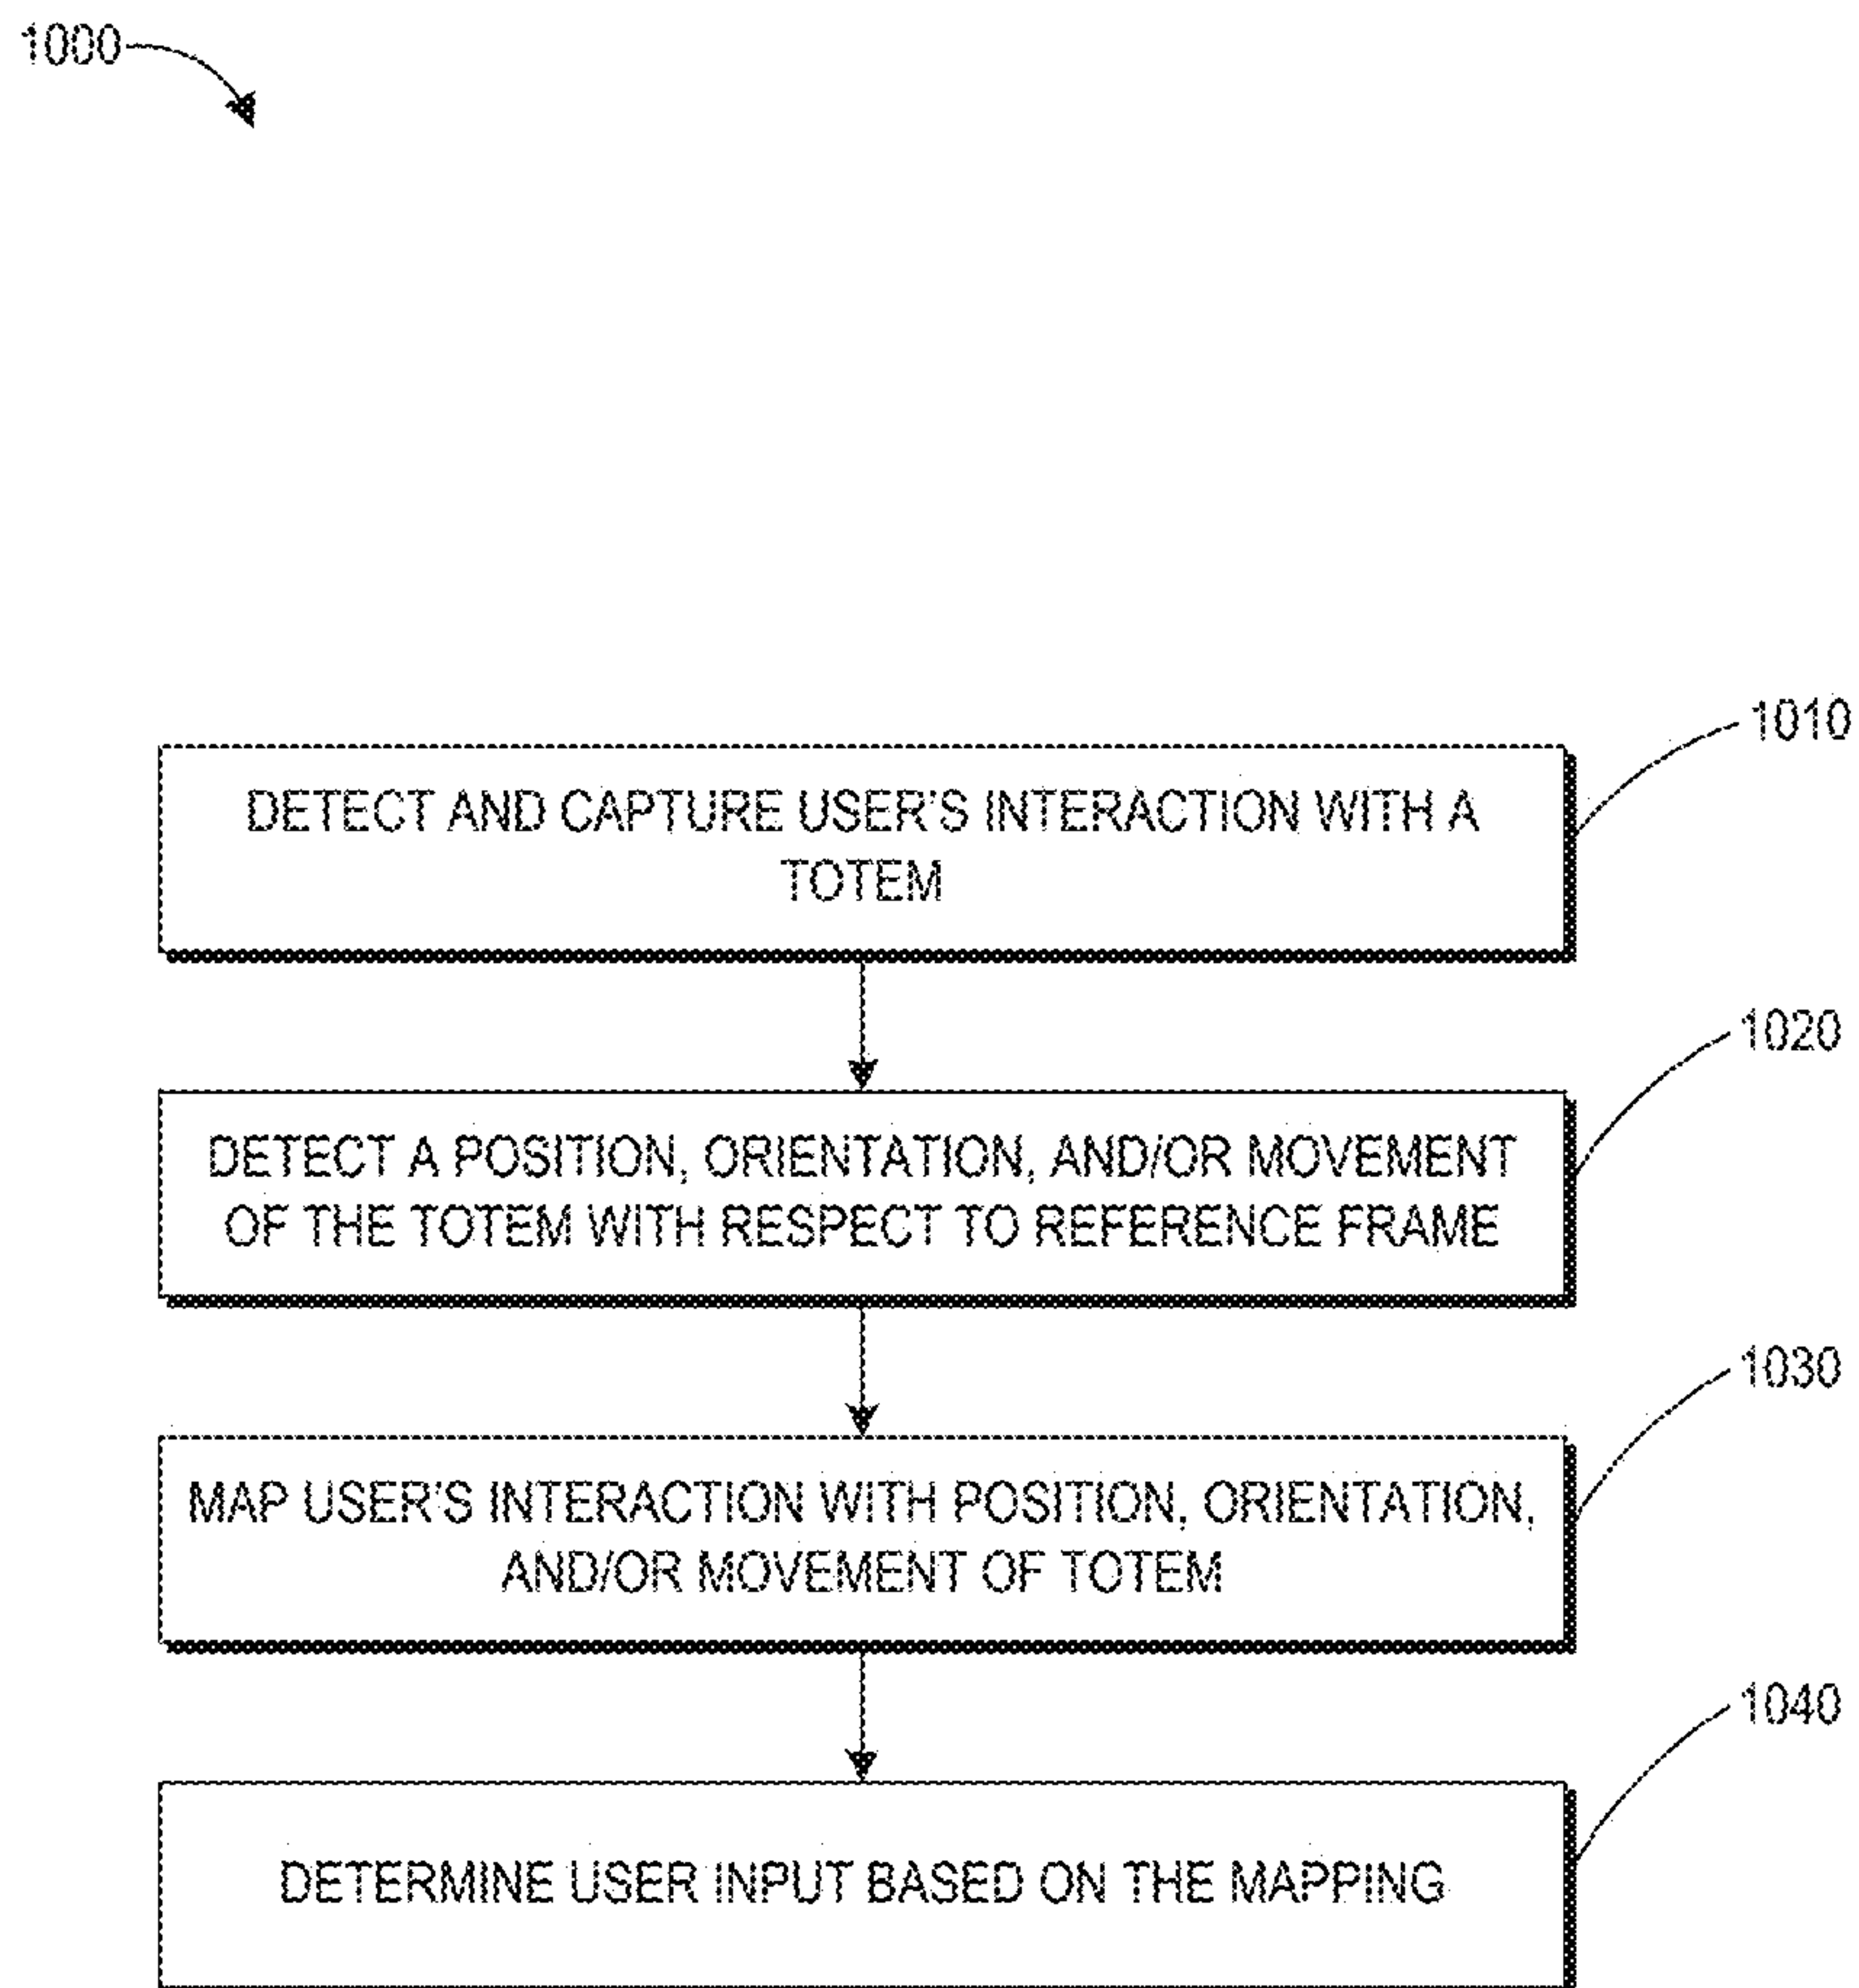 1000
1010
DETECT AND CAPTURE USER'S INTERACTION WITH A
TOTEM
1020
DETECT A POSITION, ORIENTATION, AND/OR MOVEMENT
OF THE TOTEM WITH RESPECT TO REFERENCE FRAME
1030
MAP USER'S INTERACTION WITH POSITION, ORIENTATION,
AND/OR MOVEMENT OF TOTEM
1040
DETERMINE USER INPUT BASED ON THE MAPPING